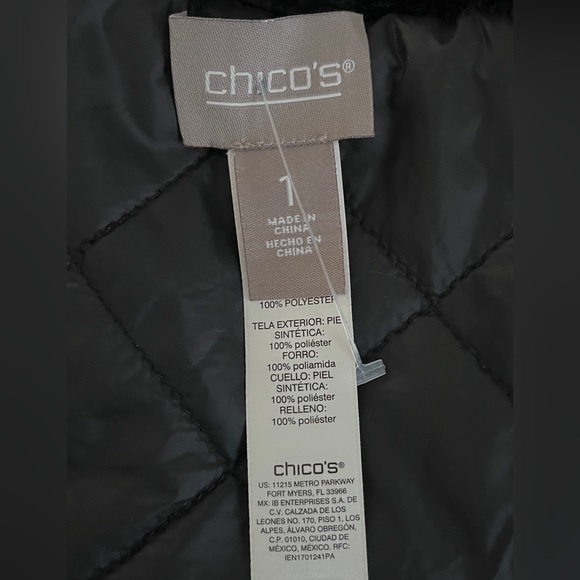 chico's®
1
MADE IN
CHINA
HECHO EN
CHINA
100% POLYESTER
TELA EXTERIOR: PIE
SINTÉTICA:
100% poliéster
FORRO:
100% poliamida
CUELLO: PIEL
SINTÉTICA:
100% poliéster
RELLENO:
100% poliéster
chico's®
US: 11215 METRO PARKWAY
FORT MYERS, FL 33966
MX: IB ENTERPRISES S.A. DE
C.V. CALZADA DE LOS
LEONES NO. 170, PISO 1, LOS
ALPES, ÁLVARO OBREGÓN,
C.P. 01010, CIUDAD DE
MÉXICO, MÉXICO. RFC:
IEN1701241PA